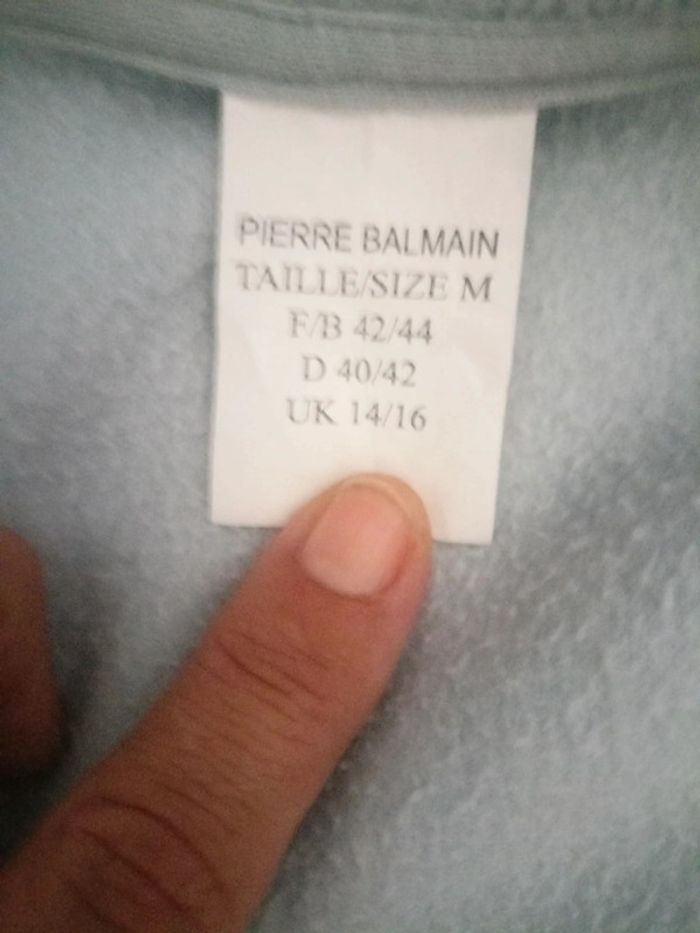 PIERRE BALMAIN
TAILLE/SIZE M
F/B 42/44
D 40/42
UK 14/16